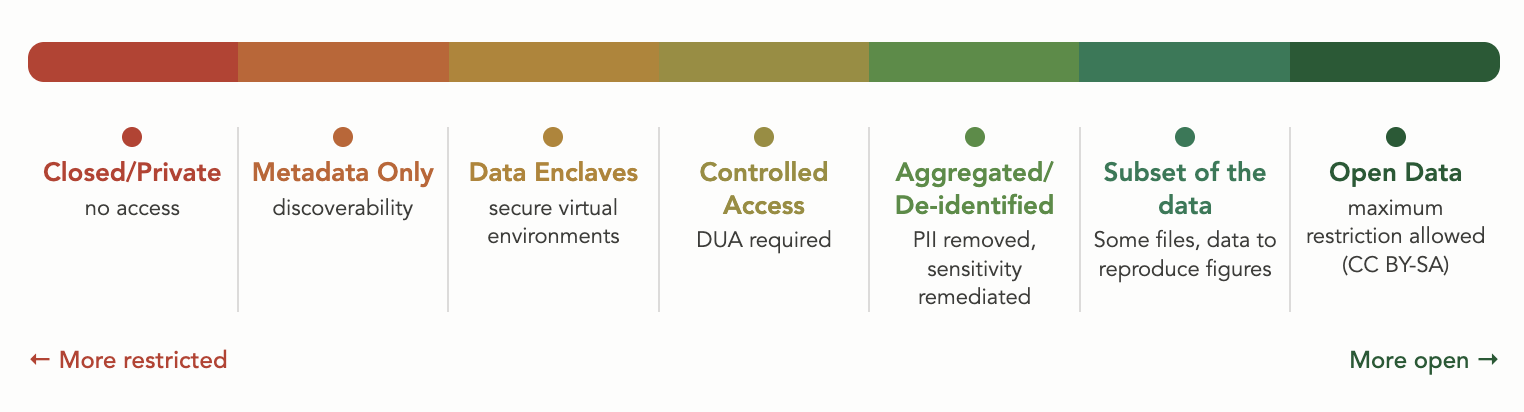 Closed/Private
no access
Metadata Only
discoverability
Data Enclaves
secure virtual
environments
Controlled
Access
DUA required
Aggregated/
De-identified
PII removed,
sensitivity
remediated
Subset of the
data
Some files, data to
reproduce figures
Open Data
maximum
restriction allowed
(CC BY-SA)
← More restricted
More open →